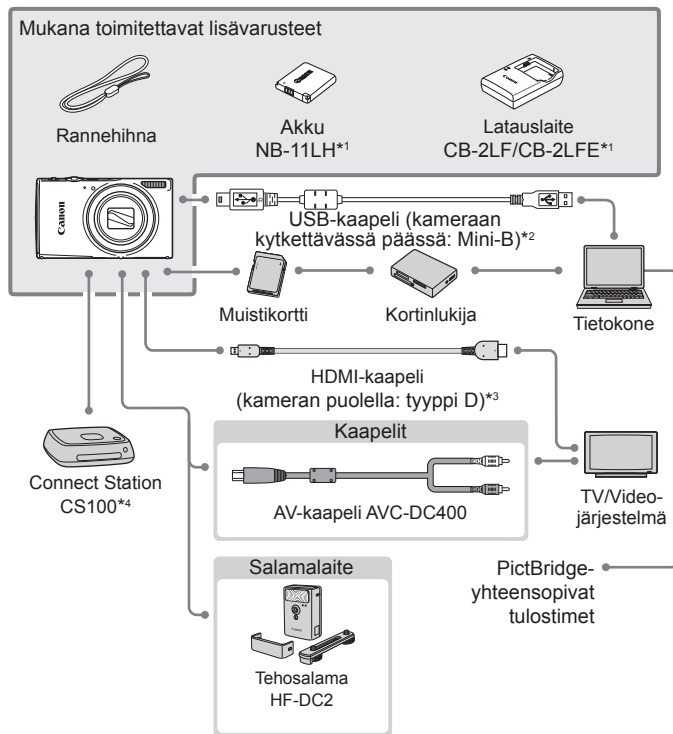 Mukana toimitettavat lisävarusteet
Rannehihna
Akku
NB-11LH*1
Latauslaite
CB-2LF/CB-2LFE*1
Canon
USB-kaapeli (kameraan
kytkettävässä päässä: Mini-B)*2
Muistikortti
Kortinlukija
Tietokone
HDMI-kaapeli
(kameran puolella: tyyppi D)*3
Kaapelit
AV-kaapeli AVC-DC400
Connect Station
CS100*4
TV/Video-
järjestelmä
Salamalaite
Tehosalama
HF-DC2
PictBridge-
yhteensopivat
tulostimet